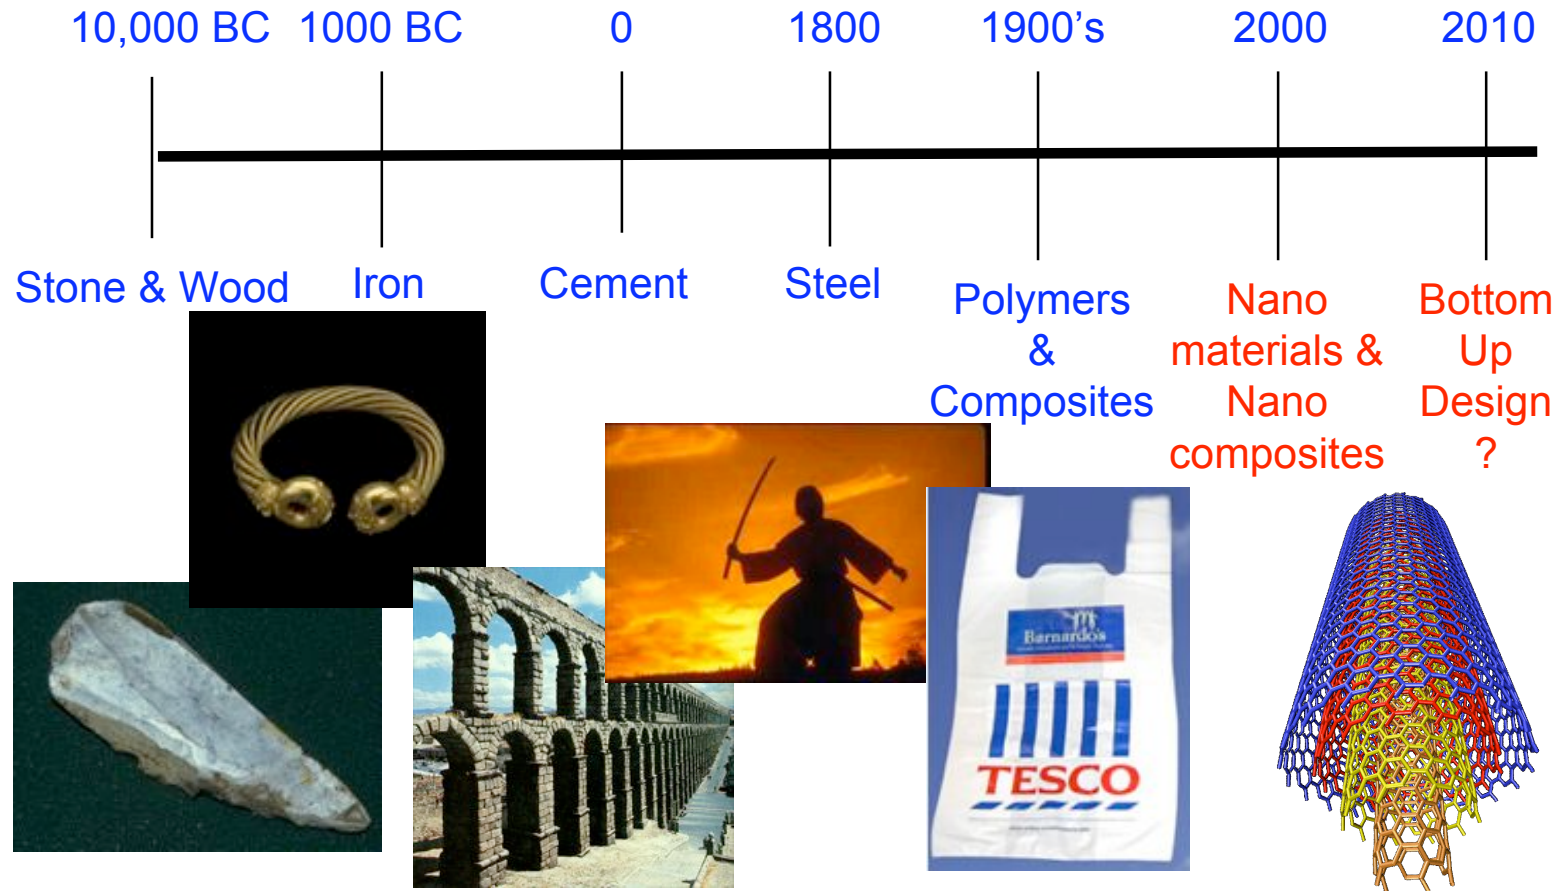 10,000 BC 1000 BC 0 1800 1900's 2000 2010
Stone & Wood Iron Cement Steel
Polymers
&
Composites
Nano
materials &
Nano
composites
Bottom
Up
Design
?
Barnardo's
TESCO